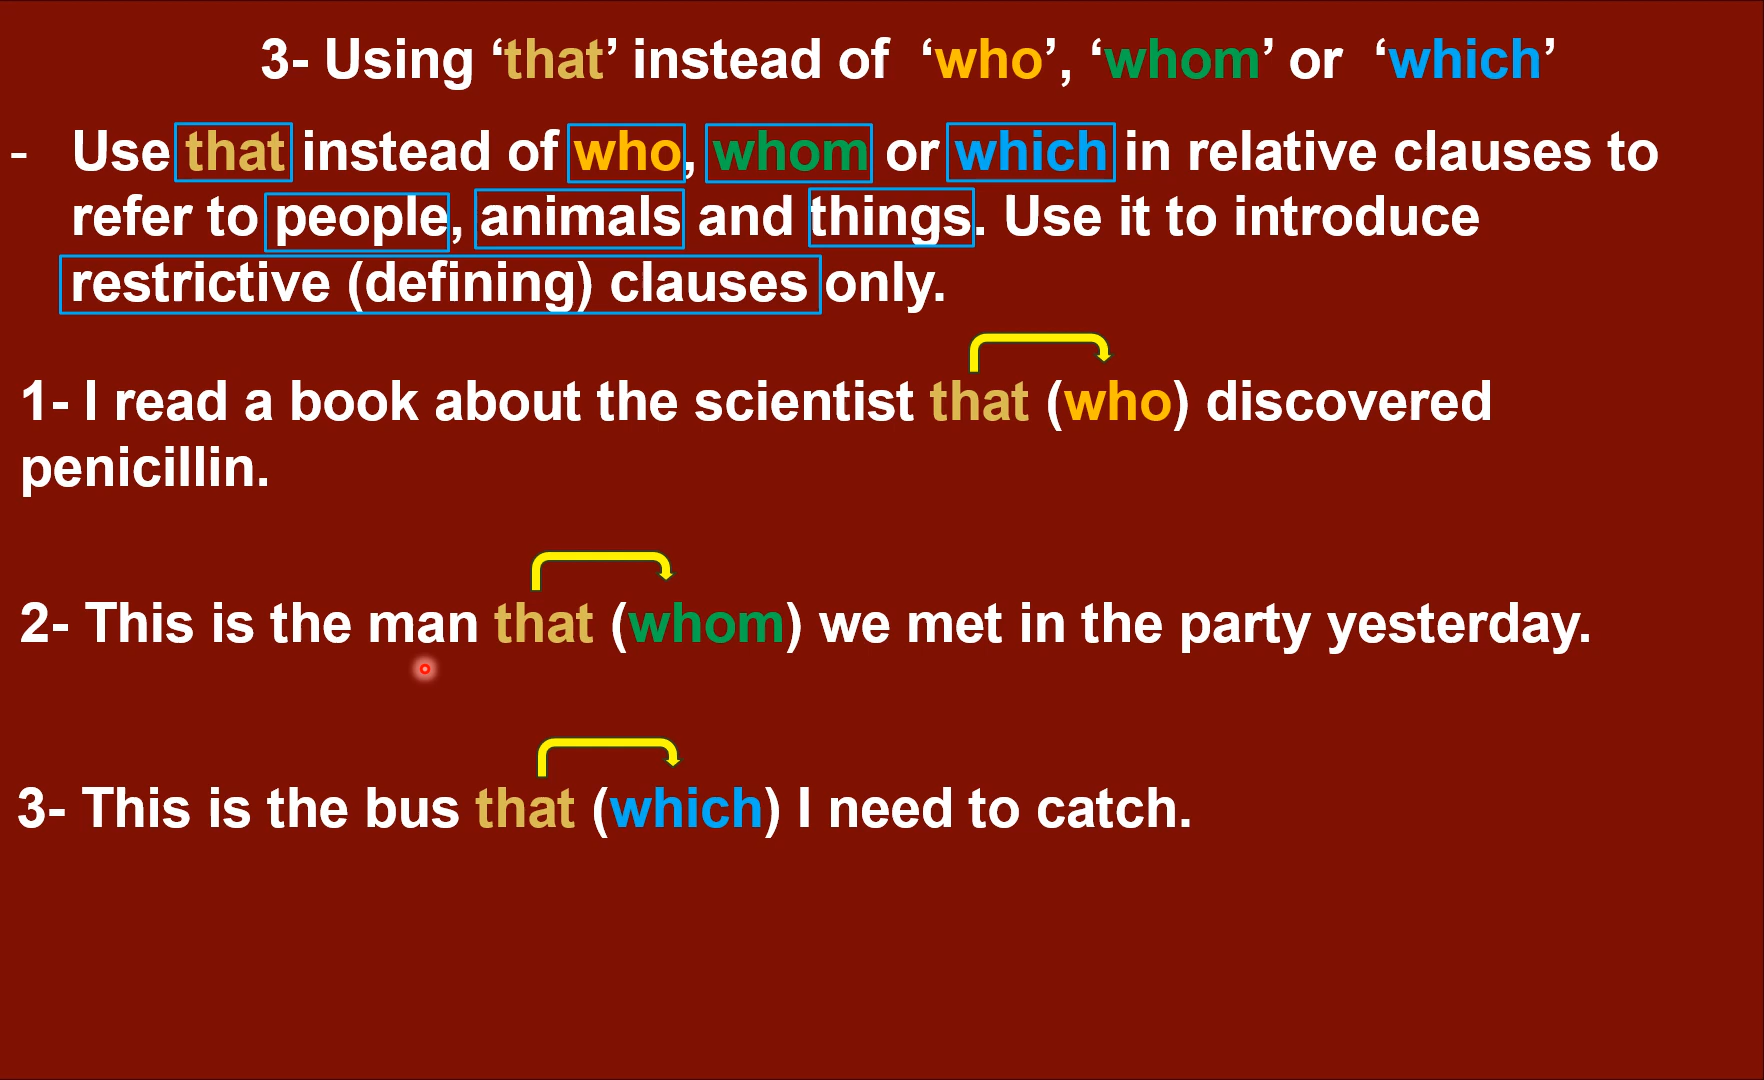 3- Using ‘that’ instead of ‘who’, ‘whom’ or ‘which’
- Use that instead of who, whom or which in relative clauses to
refer to people, animals and things. Use it to introduce
restrictive (defining) clauses only.
1- I read a book about the scientist that (who) discovered
penicillin.
2- This is the man that (whom) we met in the party yesterday.
3- This is the bus that (which) I need to catch.